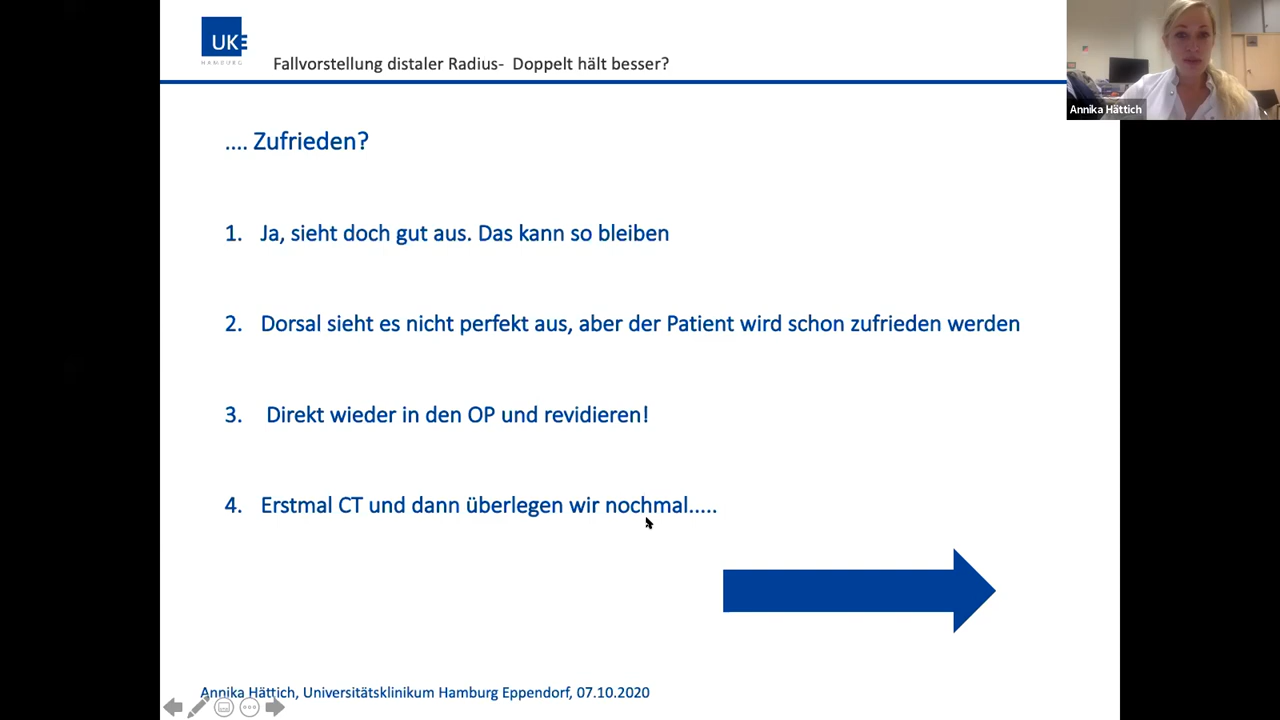 UKE
HAMBURG
Fallvorstellung distaler Radius- Doppelt hält besser?
Annika Hättich
.... Zufrieden?
1. Ja, sieht doch gut aus. Das kann so bleiben
2. Dorsal sieht es nicht perfekt aus, aber der Patient wird schon zufrieden werden
3. Direkt wieder in den OP und revidieren!
4. Erstmal CT und dann überlegen wir nochmal.....
Annika Hättich, Universitätsklinikum Hamburg Eppendorf, 07.10.2020